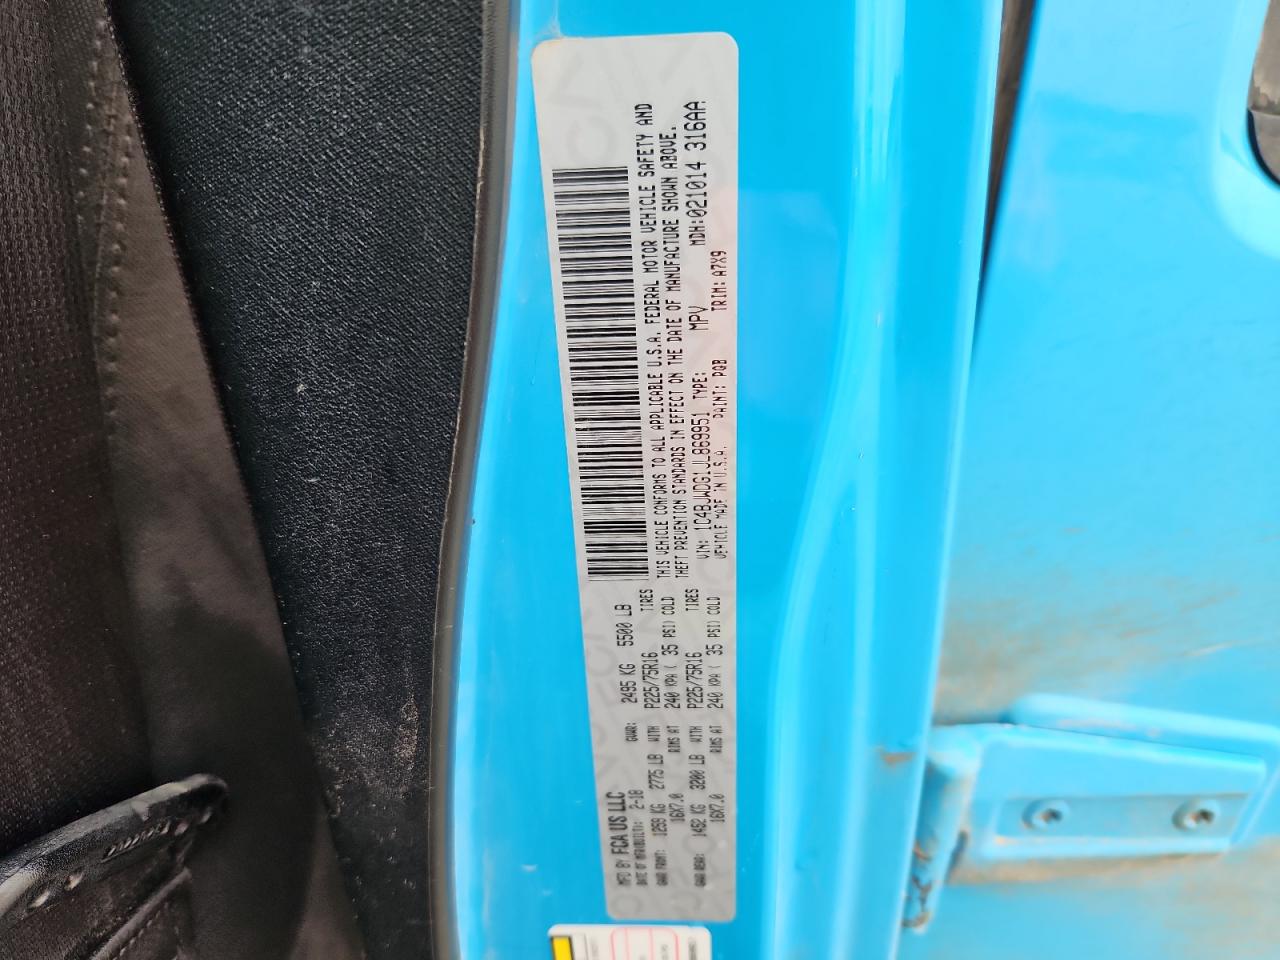 MFD BY FCA US LLC
DATE OF MFR(BUILT): 2-18 GVWR: 2495 KG 5500 LB
GAWR FRONT: 1259 KG 2775 LB WITH P225/75R16 TIRES
16X7.0 RIMS AT 240 KPA ( 35 PSI) COLD
GAWR REAR: 1452 KG 3200 LB WITH P225/75R16 TIRES
16X7.0 RIMS AT 240 KPA ( 35 PSI) COLD
THIS VEHICLE CONFORMS TO ALL APPLICABLE U.S.A. FEDERAL MOTOR VEHICLE SAFETY AND
THEFT PREVENTION STANDARDS IN EFFECT ON THE DATE OF MANUFACTURE SHOWN ABOVE.
VIN: 1C4BJWDG1JL869951 TYPE: MPV MDH:021014 316AA
VEHICLE MADE IN U.S.A. PAINT: PQB TRIM: A7X9